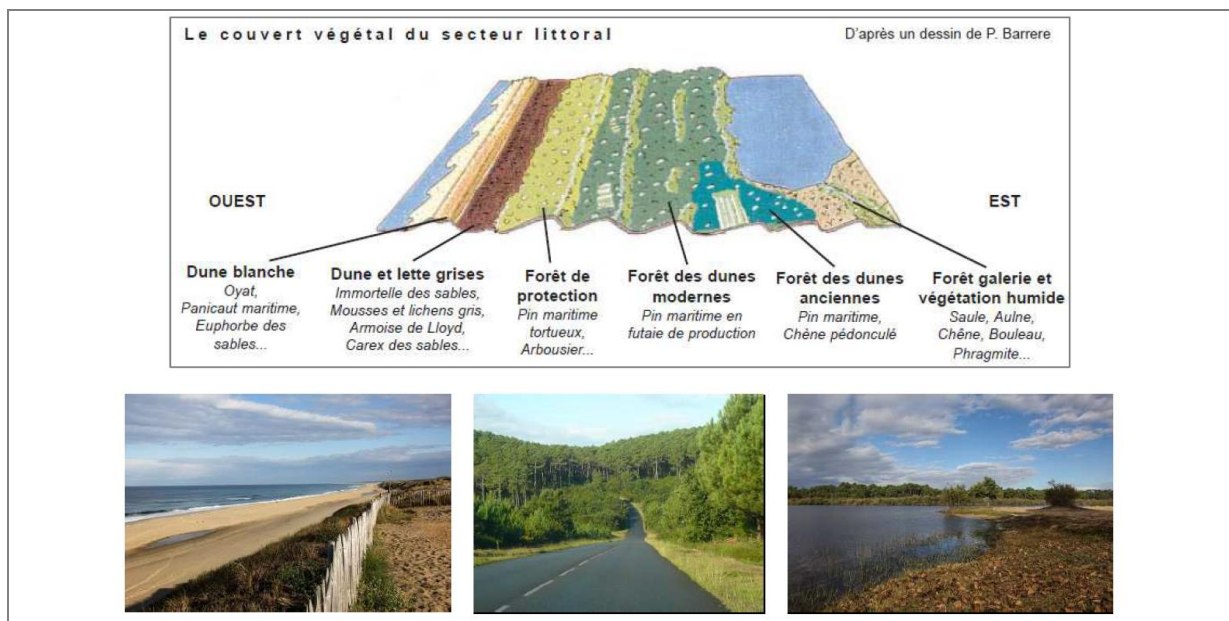 Le couvert végétal du secteur littoral
D'après un dessin de P. Barrere
OUEST
EST
Dune blanche
Oyat,
Panicaut maritime,
Euphorbe des
sables...
Dune et lette grises
Immortelle des sables,
Mousses et lichens gris,
Armoise de Lloyd,
Carex des sables...
Forêt de
protection
Pin maritime
tortueux,
Arbousier...
Forêt des dunes
modernes
Pin maritime en
futaie de production
Forêt des dunes
anciennes
Pin maritime,
Chène pédonculé
Forêt galerie et
végétation humide
Saule, Aulne,
Chêne, Bouleau,
Phragmite...